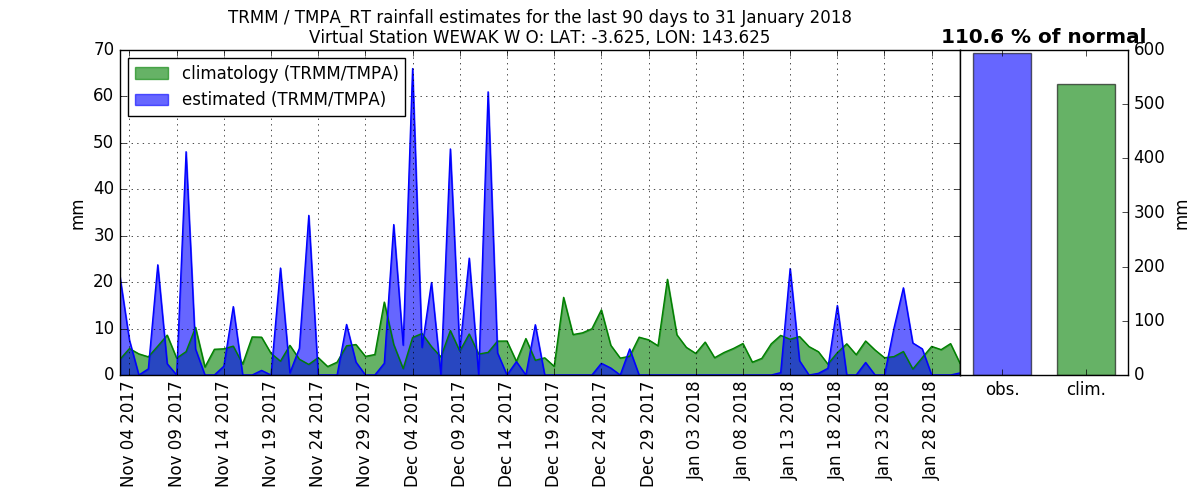 TRMM / TMPA_RT rainfall estimates for the last 90 days to 31 January 2018
Virtual Station WEWAK W O: LAT: -3.625, LON: 143.625
110.6 % of normal
climatology (TRMM/TMPA)
estimated (TRMM/TMPA)
70
60
50
40
30
20
10
0
mm
600
500
400
300
200
100
0
mm
obs.
clim.
Nov 04 2017
Nov 09 2017
Nov 14 2017
Nov 19 2017
Nov 24 2017
Nov 29 2017
Dec 04 2017
Dec 09 2017
Dec 14 2017
Dec 19 2017
Dec 24 2017
Dec 29 2017
Jan 03 2018
Jan 08 2018
Jan 13 2018
Jan 18 2018
Jan 23 2018
Jan 28 2018